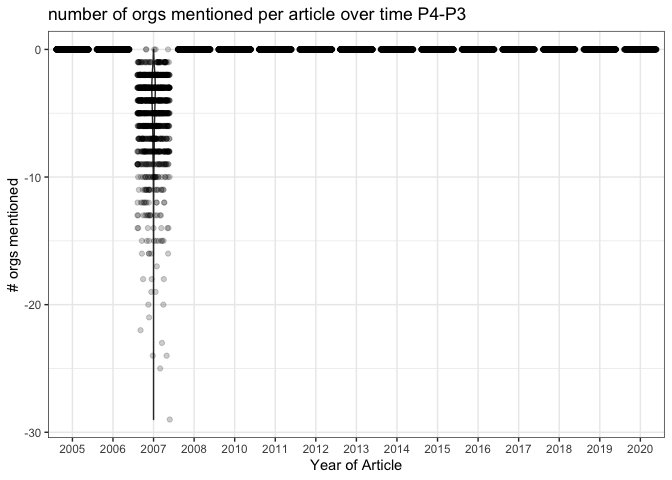 number of orgs mentioned per article over time P4-P3
# orgs mentioned
0
-10
-20
-30
2005 2006 2007 2008 2010 2011 2012 2013 2014 2015 2016 2017 2018 2019 2020
Year of Article